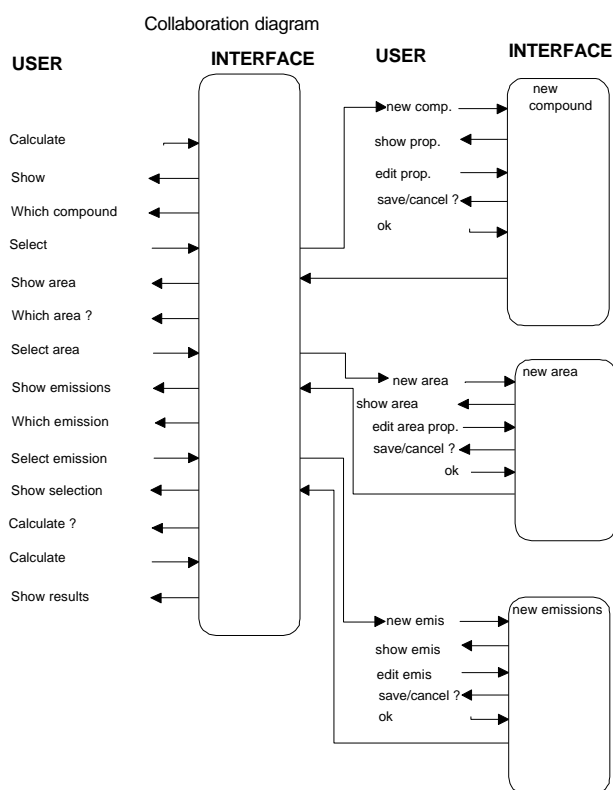 Collaboration diagram
USER
INTERFACE
USER
INTERFACE
Calculate
Show
Which compound
Select
Show area
Which area ?
Select area
Show emissions
Which emission
Select emission
Show selection
Calculate ?
Calculate
Show results
new comp.
show prop.
edit prop.
save/cancel ?
ok
new
compound
new area
show area
edit area prop.
save/cancel ?
ok
new area
new emis
show emis
edit emis
save/cancel ?
ok
new emissions